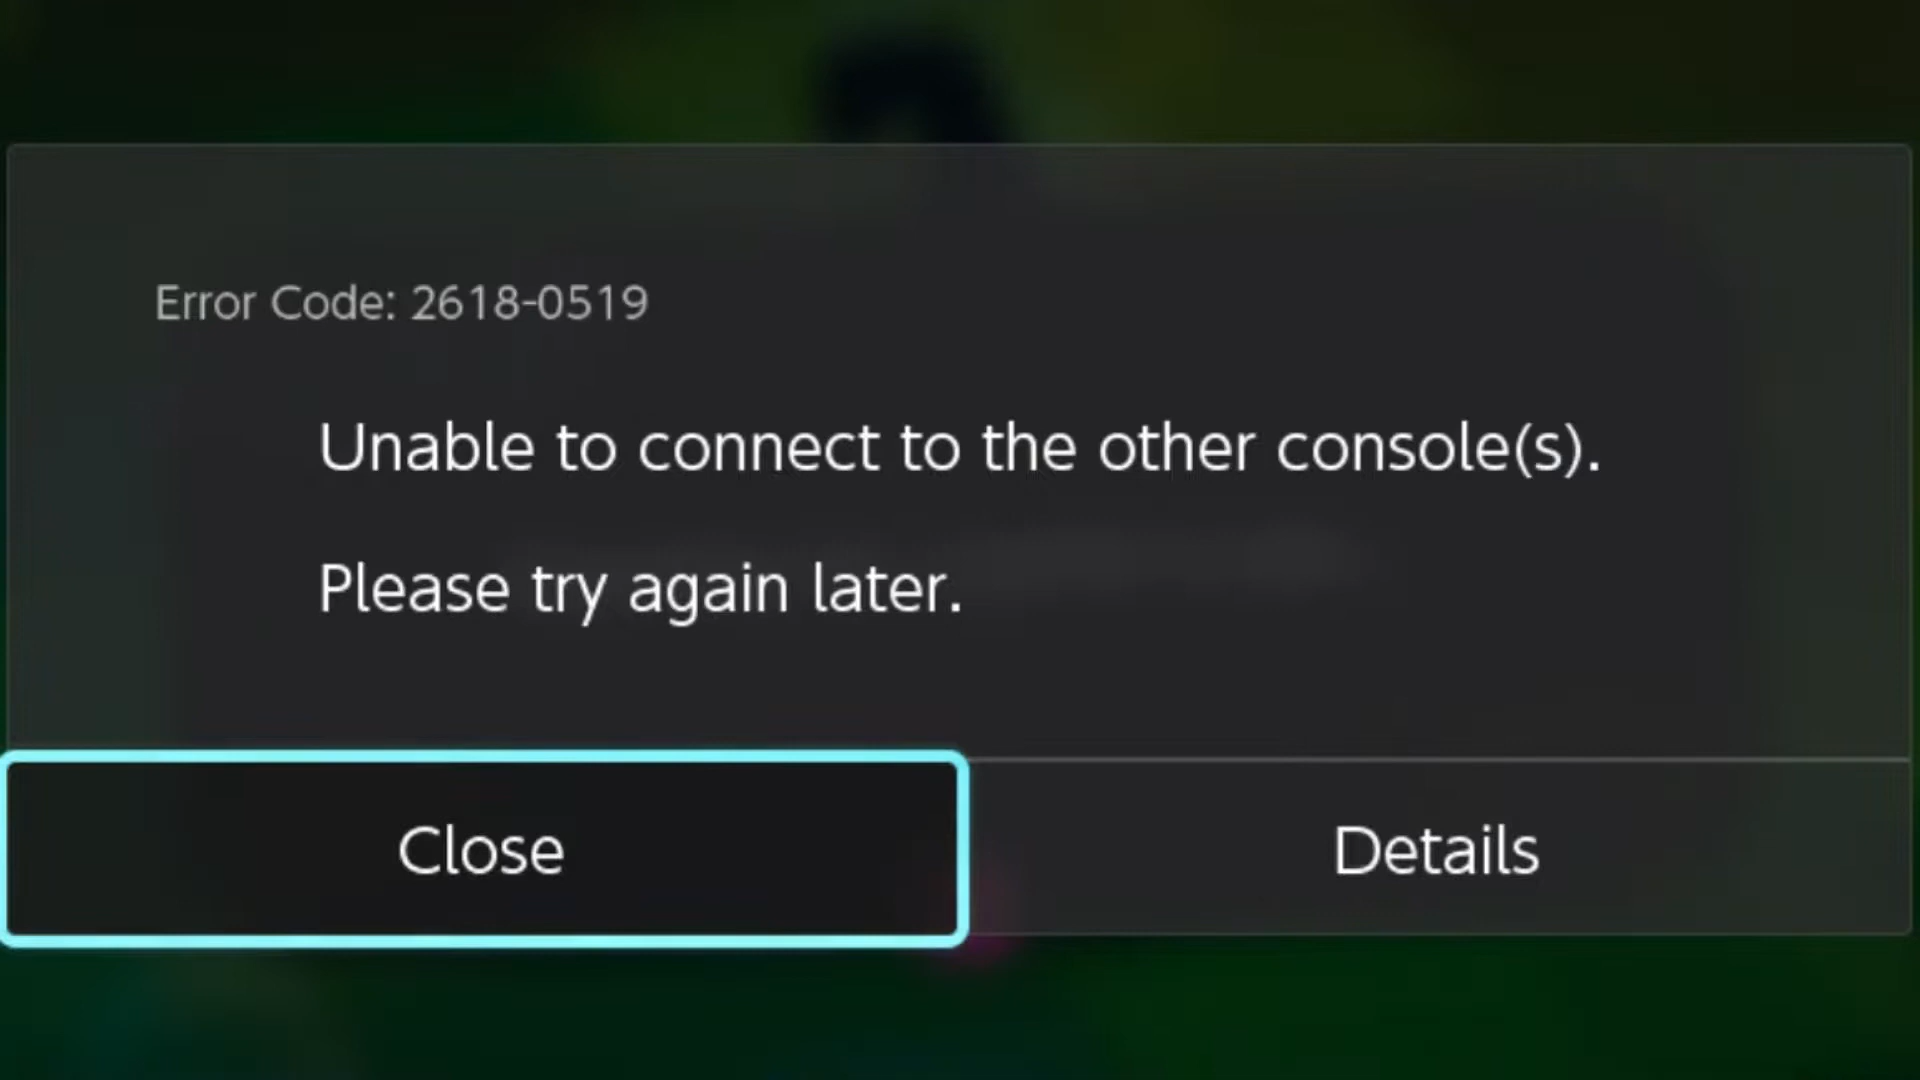 Error Code: 2618-0519
Unable to connect to the other console(s).
Please try again later.
Close
Details